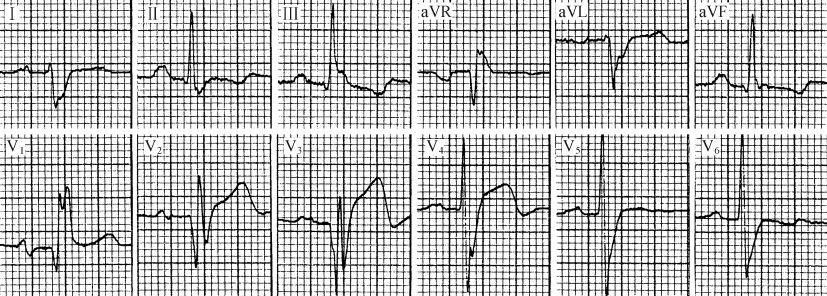 I II III aVR aVL aVF
V₁ V₂ V₃ V₄ V₅ V₆